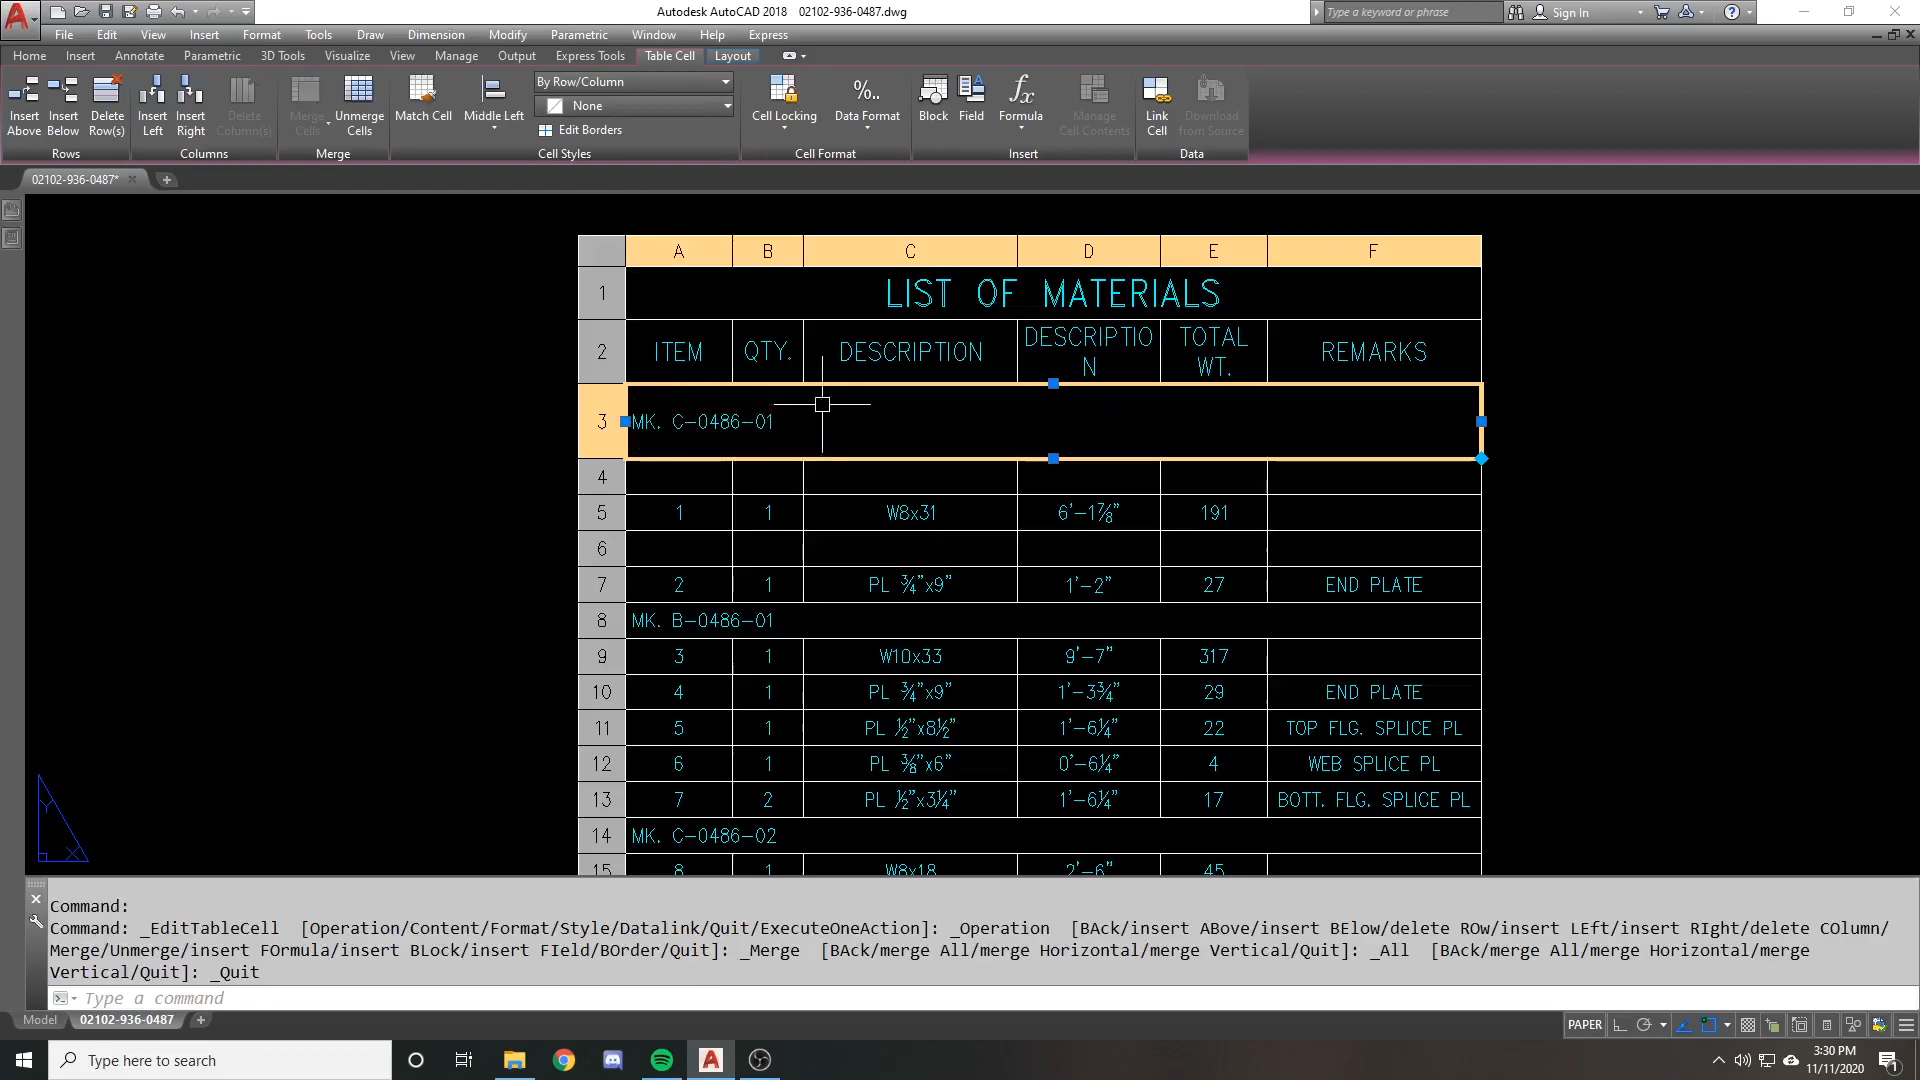 Autodesk AutoCAD 2018 02102-936-0487.dwg
Type a keyword or phrase
Sign In
File Edit View Insert Format Tools Draw Dimension Modify Parametric Window Help Express
Home Insert Annotate Parametric 3D Tools Visualize View Manage Output Express Tools Table Cell Layout
Insert Above
Insert Below
Delete Row(s)
Rows
Insert Left
Insert Right
Delete Column(s)
Columns
Merge Cells
Unmerge Cells
Merge
Match Cell
Middle Left
By Row/Column
None
Edit Borders
Cell Styles
Cell Locking
%..
Data Format
Cell Format
Block
Field
fx
Formula
Manage Cell Contents
Insert
Link Cell
Download from Source
Data
02102-936-0487*
A B C D E F
1 LIST OF MATERIALS
2 ITEM QTY. DESCRIPTION DESCRIPTIO N TOTAL WT. REMARKS
3 MK. C-0486-01
4
5 1 1 W8x31 6'-1⅞" 191
6
7 2 1 PL ¾"x9" 1'-2" 27 END PLATE
8 MK. B-0486-01
9 3 1 W10x33 9'-7" 317
10 4 1 PL ¾"x9" 1'-3¾" 29 END PLATE
11 5 1 PL ½"x8½" 1'-6¼" 22 TOP FLG. SPLICE PL
12 6 1 PL ⅜"x6" 0'-6¼" 4 WEB SPLICE PL
13 7 2 PL ½"x3¼" 1'-6¼" 17 BOTT. FLG. SPLICE PL
14 MK. C-0486-02
15 8 1 W8x18 2'-6" 45
Y
X
Command:
Command: _EditTableCell [Operation/Content/Format/Style/Datalink/Quit/ExecuteOneAction]: _Operation [BAck/insert ABove/insert BElow/delete ROw/insert LEft/insert RIght/delete COlumn/
Merge/Unmerge/insert FOrmula/insert BLock/insert FIeld/BOrder/Quit]: _Merge [BAck/merge All/merge Horizontal/merge Vertical/Quit]: _All [BAck/merge All/merge Horizontal/merge
Vertical/Quit]: _Quit
Type a command
Model 02102-936-0487
PAPER
Type here to search
3:30 PM
11/11/2020
1